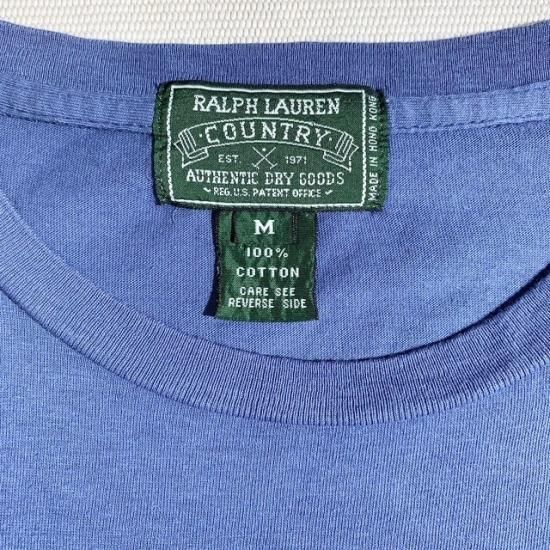 RALPH LAUREN
COUNTRY
EST. 1971
AUTHENTIC DRY GOODS
REG. U.S. PATENT OFFICE
MADE IN HONG KONG
M
100%
COTTON
CARE SEE
REVERSE SIDE